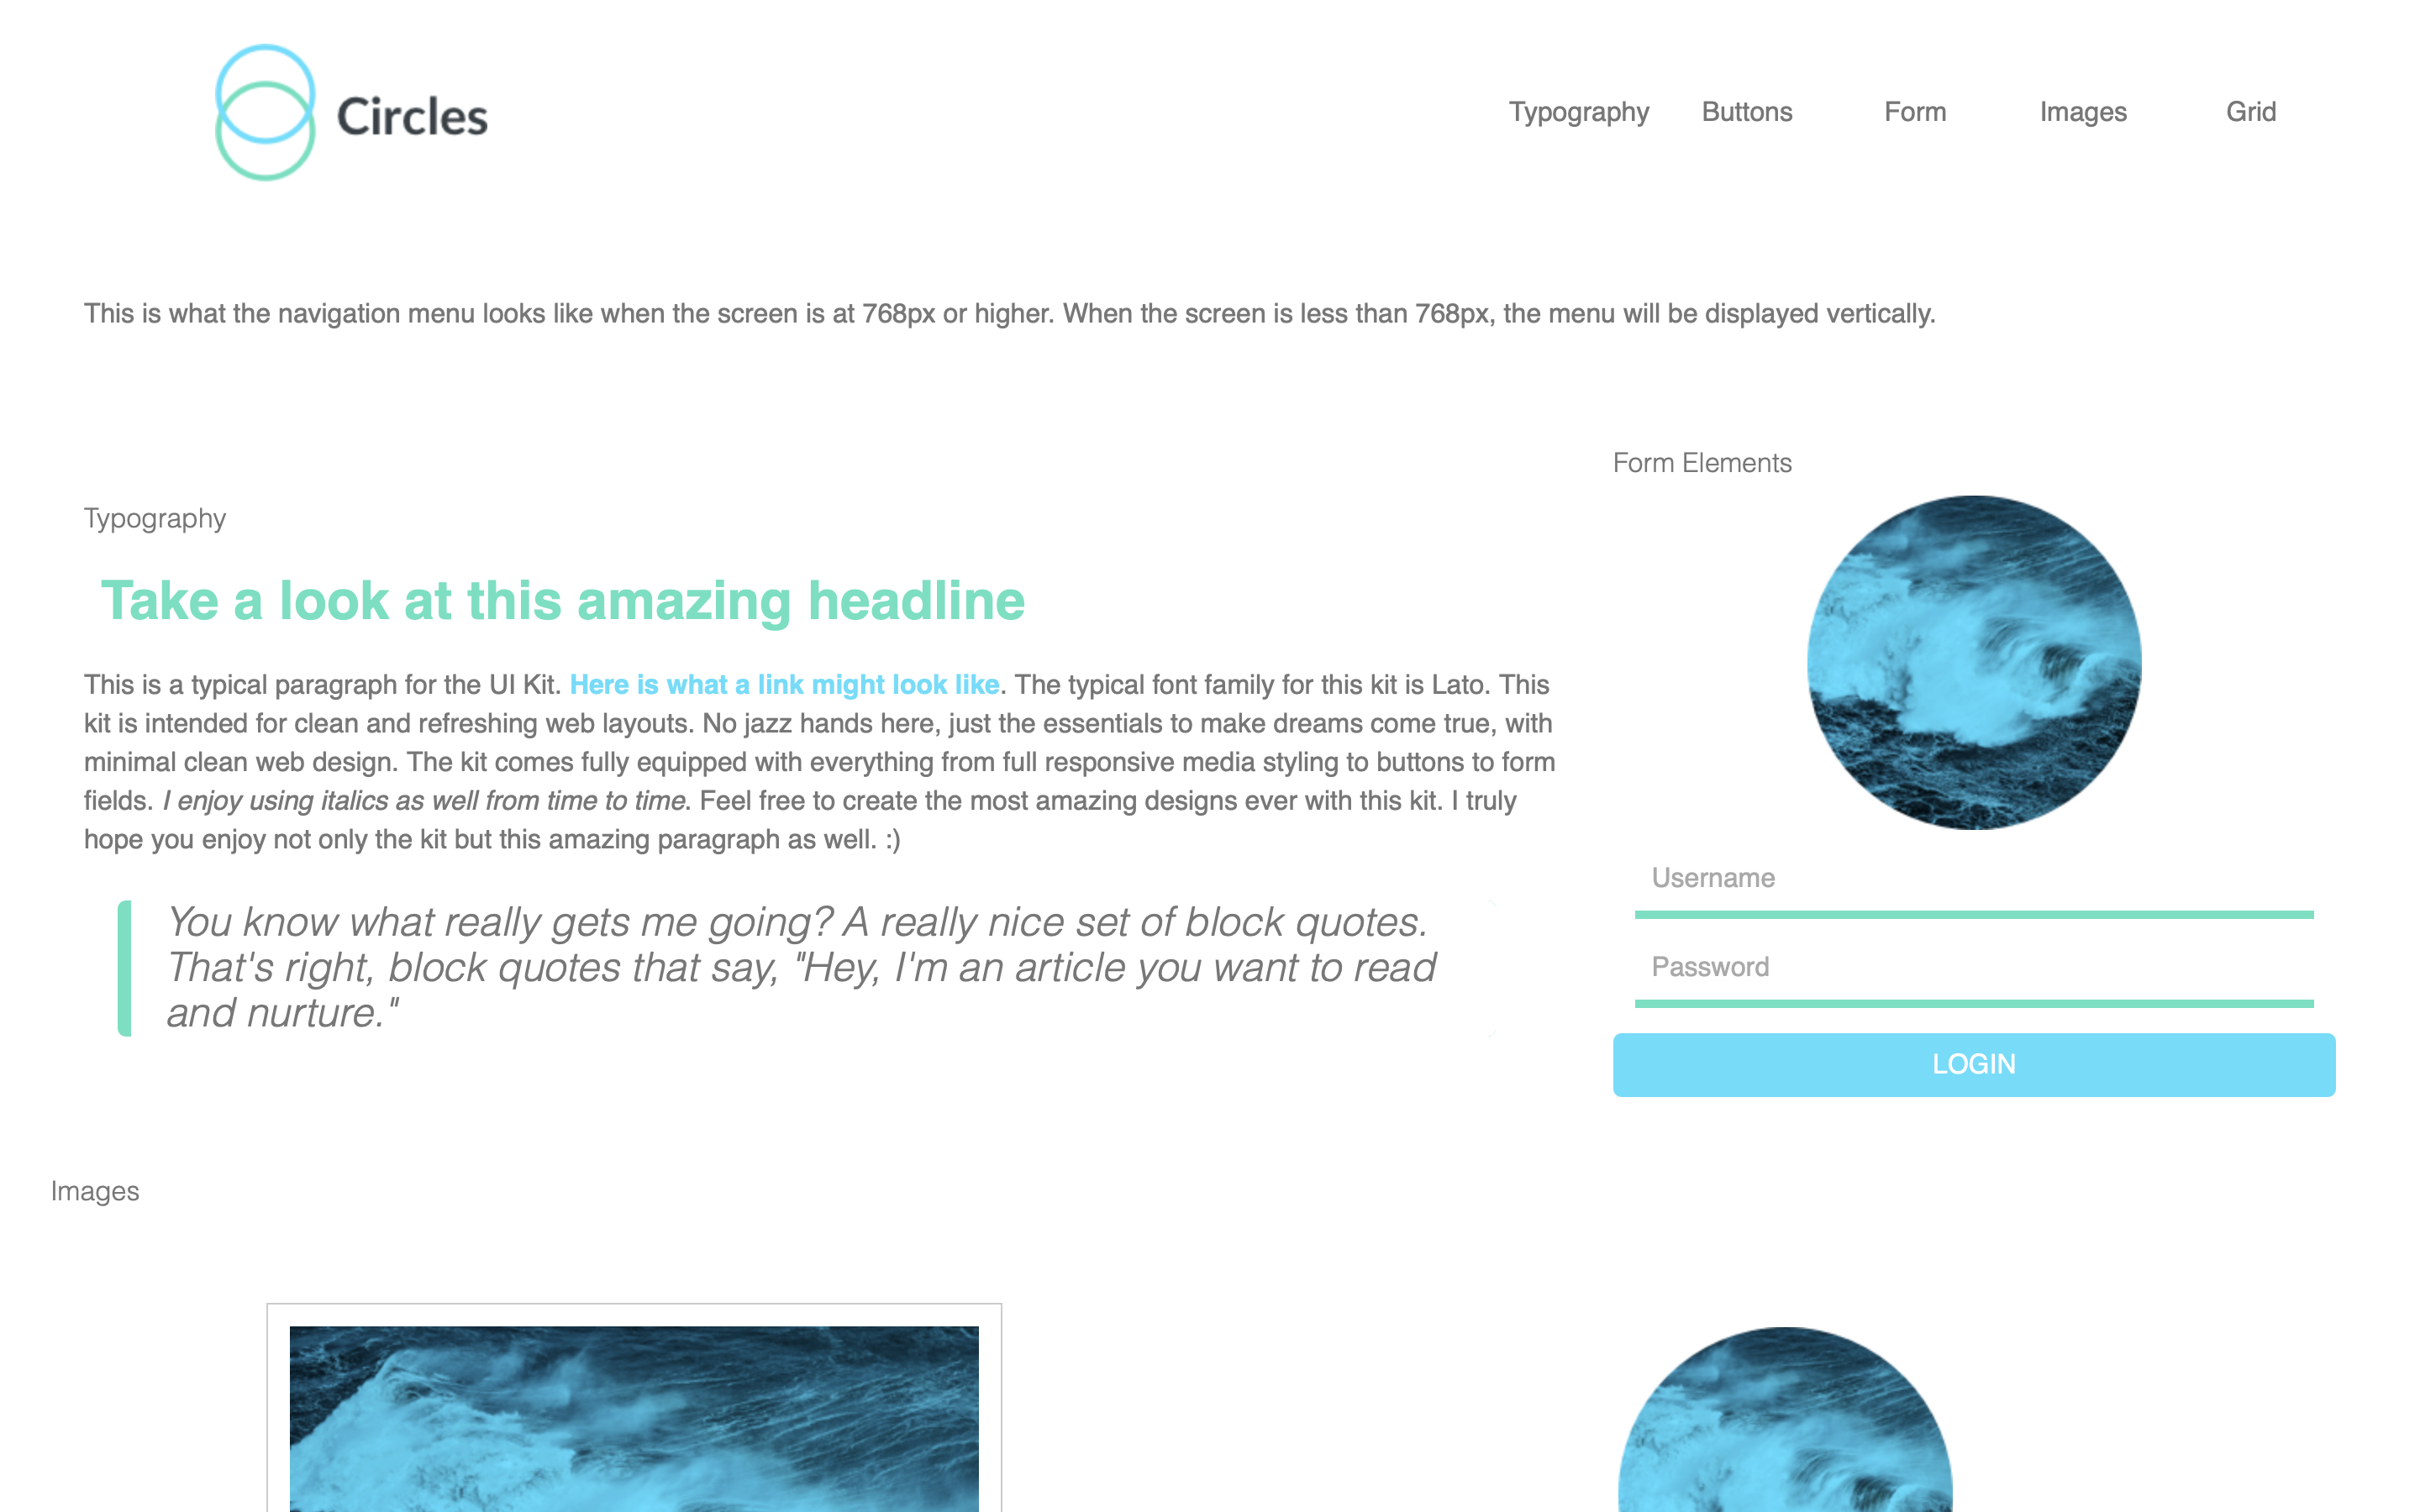 Circles
Typography Buttons Form Images Grid
This is what the navigation menu looks like when the screen is at 768px or higher. When the screen is less than 768px, the menu will be displayed vertically.
Typography
Take a look at this amazing headline
This is a typical paragraph for the UI Kit. Here is what a link might look like. The typical font family for this kit is Lato. This
kit is intended for clean and refreshing web layouts. No jazz hands here, just the essentials to make dreams come true, with
minimal clean web design. The kit comes fully equipped with everything from full responsive media styling to buttons to form
fields. I enjoy using italics as well from time to time. Feel free to create the most amazing designs ever with this kit. I truly
hope you enjoy not only the kit but this amazing paragraph as well. :)
You know what really gets me going? A really nice set of block quotes.
That's right, block quotes that say, "Hey, I'm an article you want to read
and nurture."
Form Elements
Username
Password
LOGIN
Images